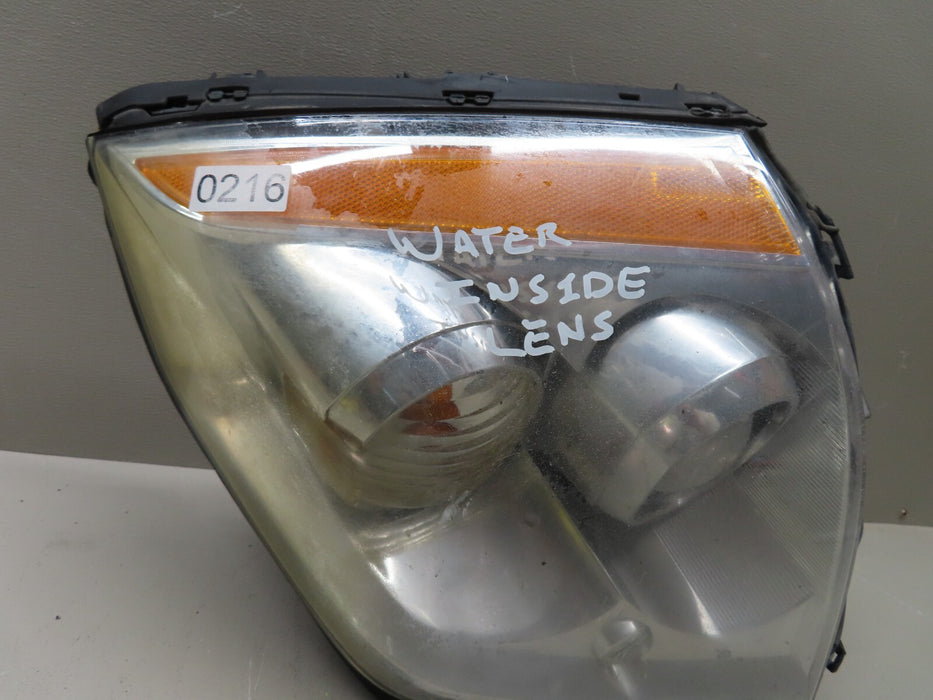 0216
WATER
INSIDE
LENS